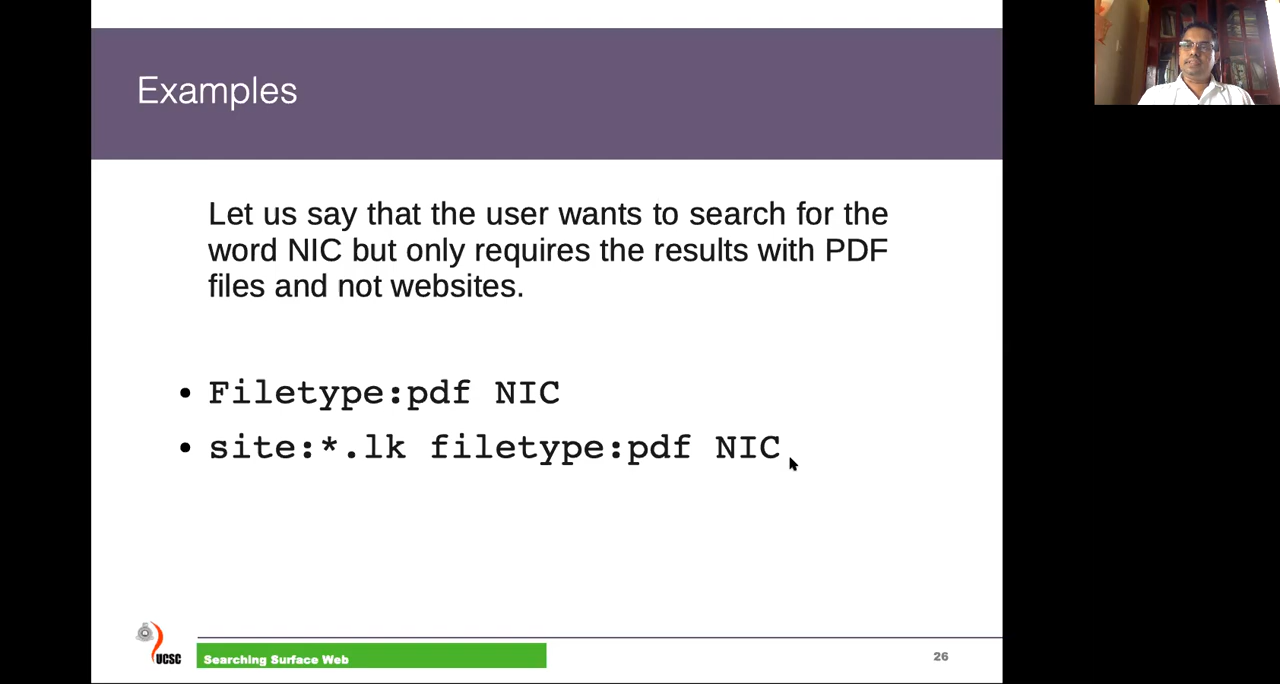 Examples
Let us say that the user wants to search for the
word NIC but only requires the results with PDF
files and not websites.
• Filetype:pdf NIC
• site:*.lk filetype:pdf NIC
UCSC
Searching Surface Web
26